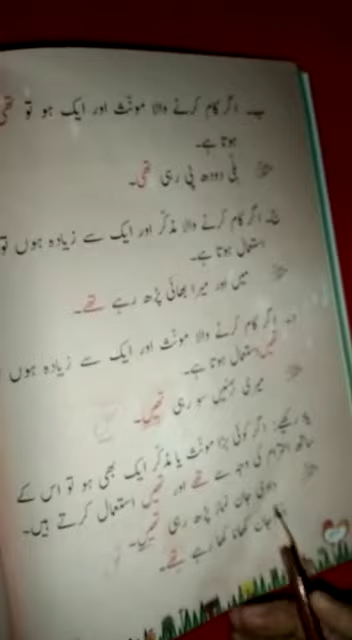 ب۔ اگر کام کرنے والا مونث اور ایک ہو تو تھی
ہوتا ہے۔
بلی دودھ پی رہی تھی۔
ج۔ اگر کام کرنے والا مذکر اور ایک سے زیادہ ہوں تو
استعمال ہوتا ہے۔
میں اور میرا بھائی پڑھ رہے تھے۔
د۔ اگر کام کرنے والا مونث اور ایک سے زیادہ ہوں
تھیں استعمال ہوتا ہے۔
میری بہنیں سو رہی تھیں۔
یاد رکھیے: اگر کوئی بڑا مونث یا مذکر ایک بھی ہو تو اس کے
ساتھ احترام کی وجہ سے تھے اور تھیں استعمال کرتے ہیں۔
دادی جان نماز پڑھ رہی تھیں۔
جان کھانا کھا رہے تھے۔